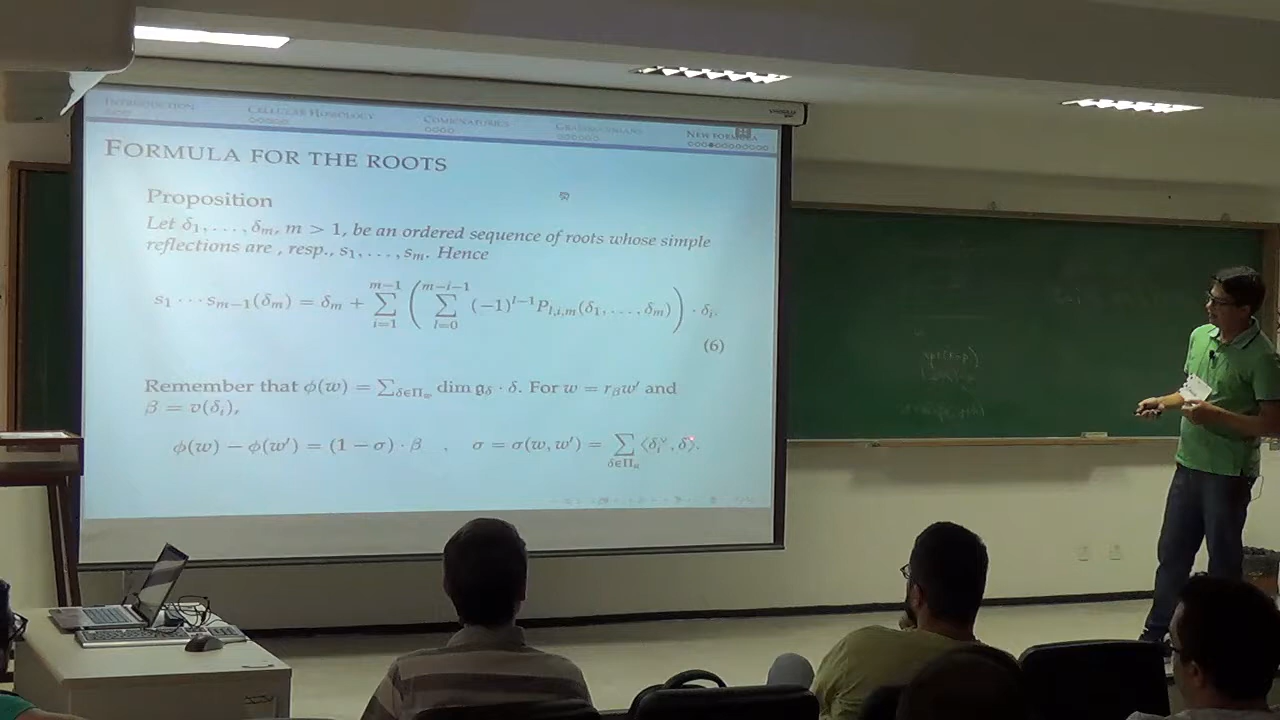 INTRODUCTION CELLULAR HOMOLOGY COMBINATORICS GRASSMANNIANS NEW FORMULA
FORMULA FOR THE ROOTS
Proposition
Let δ₁, . . . , δₘ, m > 1, be an ordered sequence of roots whose simple
reflections are , resp., s₁, . . . , sₘ. Hence
s₁ · · · sₘ₋₁(δₘ) = δₘ + ∑_{i=1}^{m−1} ( ∑_{l=0}^{m−i−1} (−1)^{l−1} P_{l,i,m}(δ₁, . . . , δₘ) ) · δᵢ.
(6)
Remember that ϕ(w) = ∑_{δ∈Π_w} dim 𝔤_δ · δ. For w = r_β w′ and
β = v(δᵢ),
ϕ(w) − ϕ(w′) = (1 − σ) · β , σ = σ(w, w′) = ∑_{δ∈Π_u} ⟨δᵢ^∨, δ⟩.